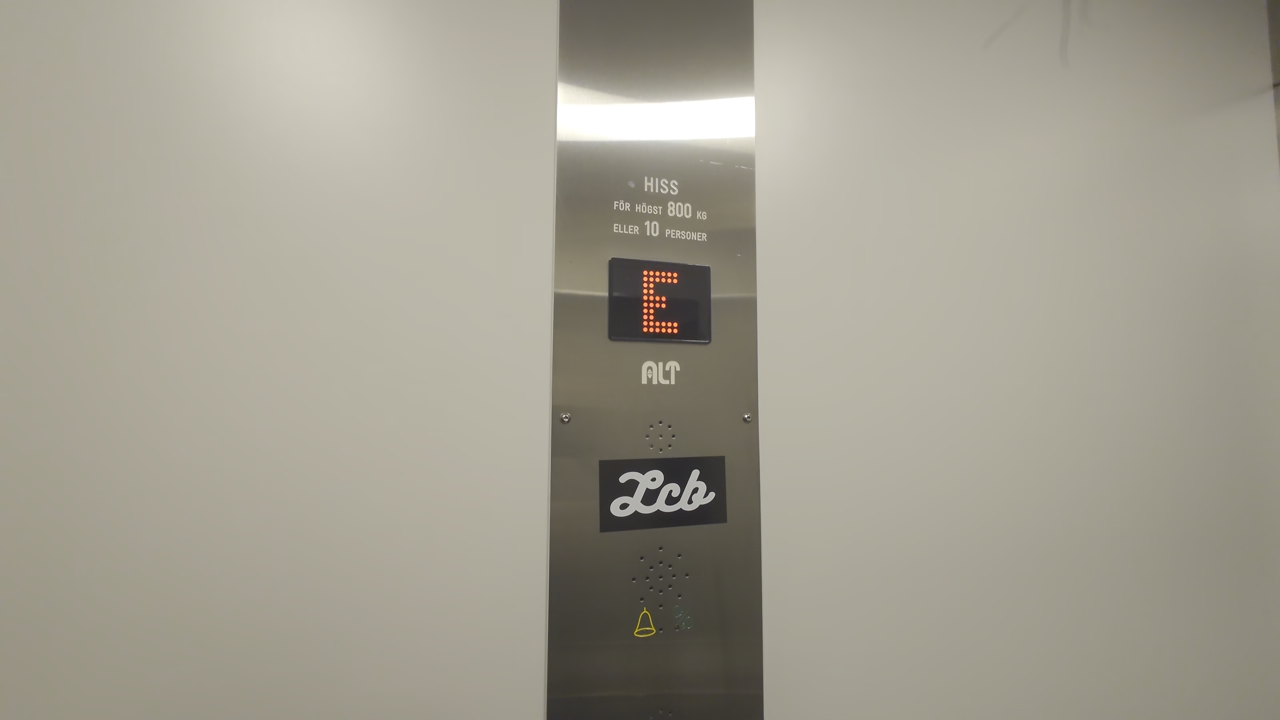 HISS
FÖR HÖGST 800 KG
ELLER 10 PERSONER
E
ALT
Lcb